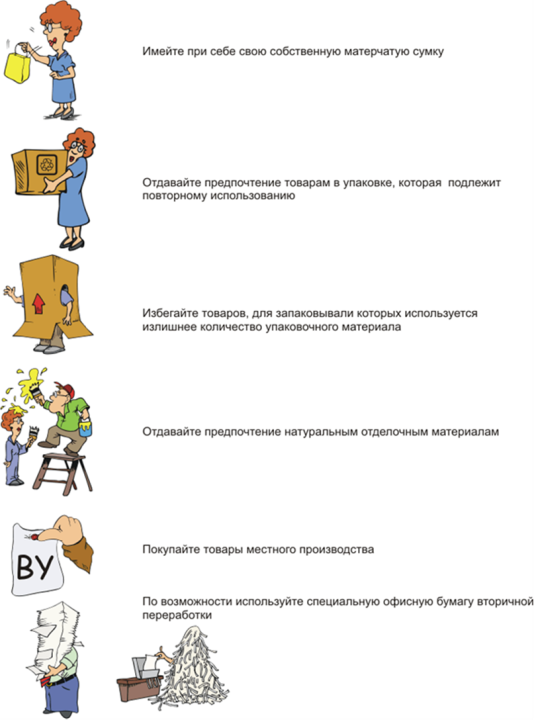 Имейте при себе свою собственную матерчатую сумку
Отдавайте предпочтение товарам в упаковке, которая подлежит
повторному использованию
Избегайте товаров, для запаковывали которых используется
излишнее количество упаковочного материала
Отдавайте предпочтение натуральным отделочным материалам
BY
Покупайте товары местного производства
По возможности используйте специальную офисную бумагу вторичной
переработки